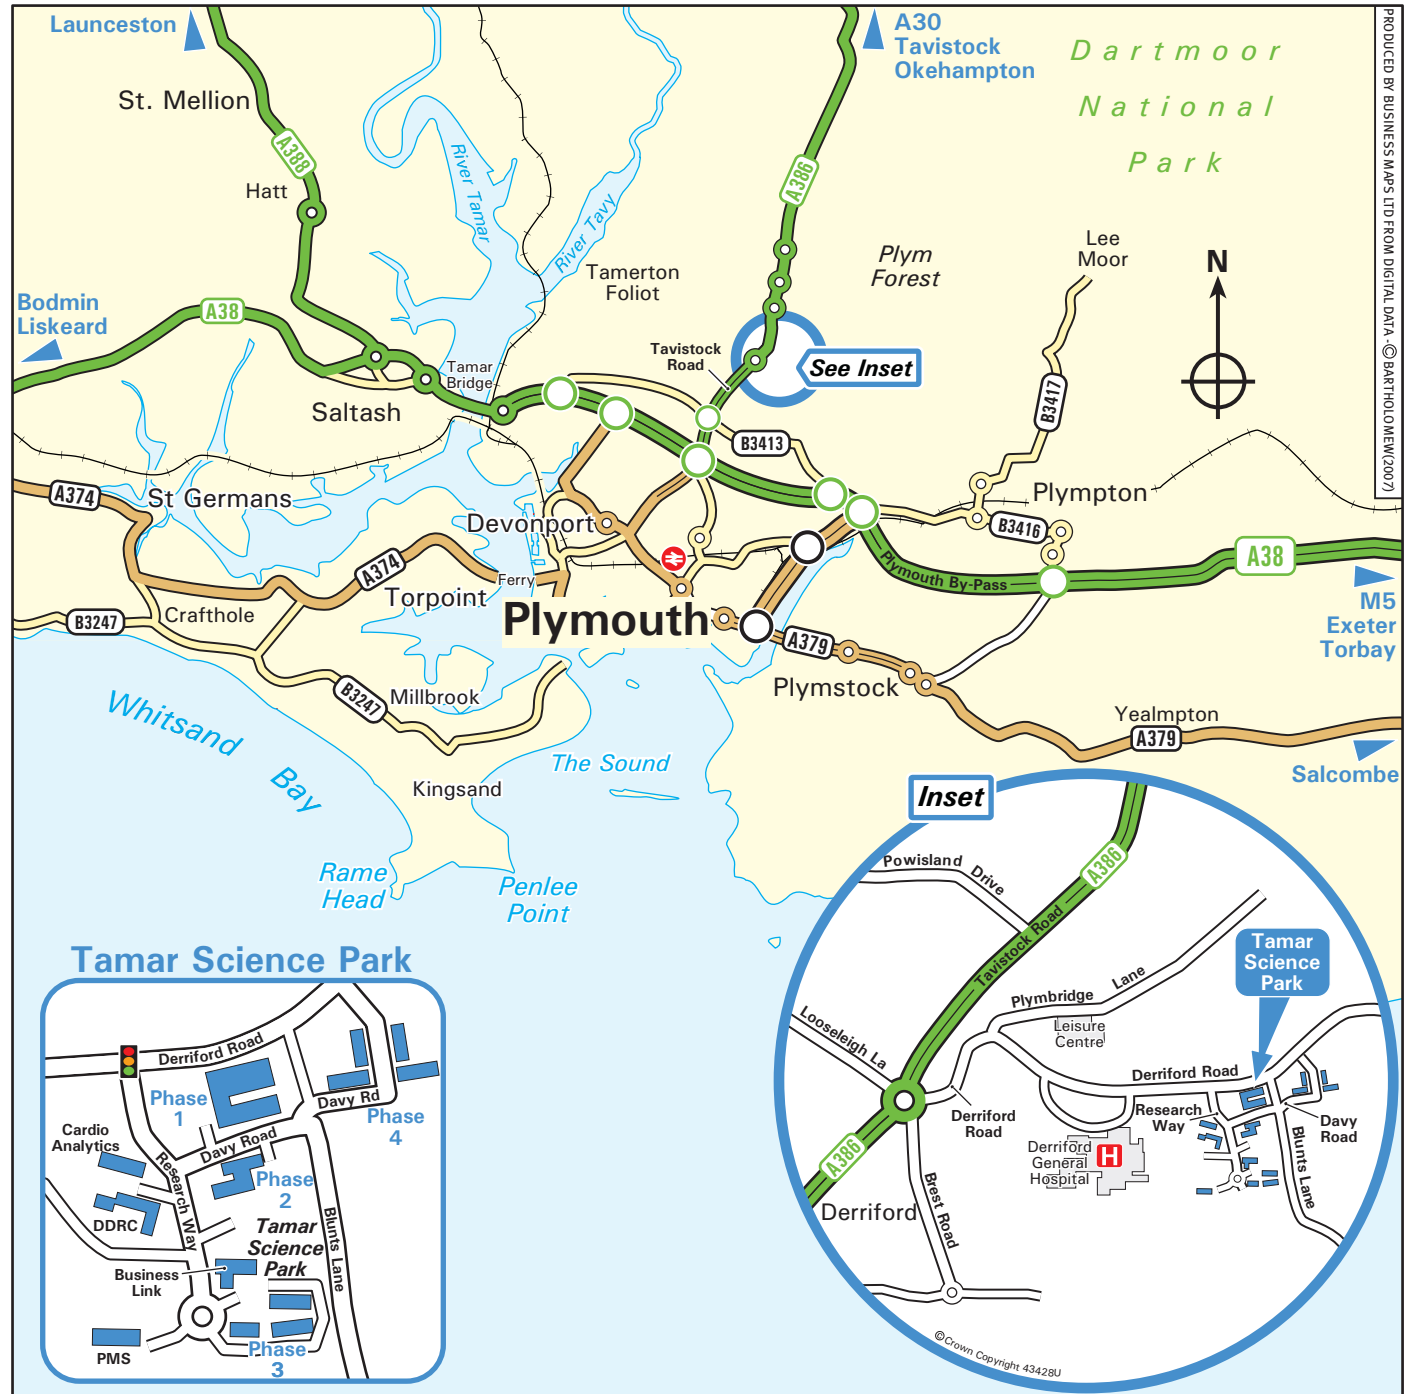 Launceston
A30
Tavistock
Okehampton
Dartmoor
National
Park
PRODUCED BY BUSINESS MAPS LTD FROM DIGITAL DATA - © BARTHOLOMEW(2007)
St. Mellion
A388
Hatt
River Tamar
River Tavy
A386
Tamerton
Foliot
Plym
Forest
Lee
Moor
N
Bodmin
Liskeard
A38
Tavistock
Road
See Inset
Tamar
Bridge
Saltash
B3417
B3413
A374
St Germans
Devonport
Plympton
B3416
A374
Ferry
Torpoint
Plymouth By-Pass
A38
M5
Exeter
Torbay
B3247
Crafthole
Plymouth
A379
B3247
Millbrook
Plymstock
Yealmpton
A379
Salcombe
Whitsand Bay
The Sound
Kingsand
Rame
Head
Penlee
Point
Inset
Powisland Drive
A386
Tavistock Road
Plymbridge Lane
Leisure
Centre
Looseleigh La
Tamar
Science
Park
Derriford Road
Derriford
Road
Research
Way
Davy
Road
Blunts Lane
Derriford
General
Hospital
H
A386
Derriford
Brest Road
©Crown Copyright 43428U
Tamar Science Park
Derriford Road
Phase
1
Davy Rd
Phase
4
Cardio
Analytics
Davy Road
Research Way
Phase
2
DDRC
Tamar
Science
Park
Blunts Lane
Business
Link
PMS
Phase
3